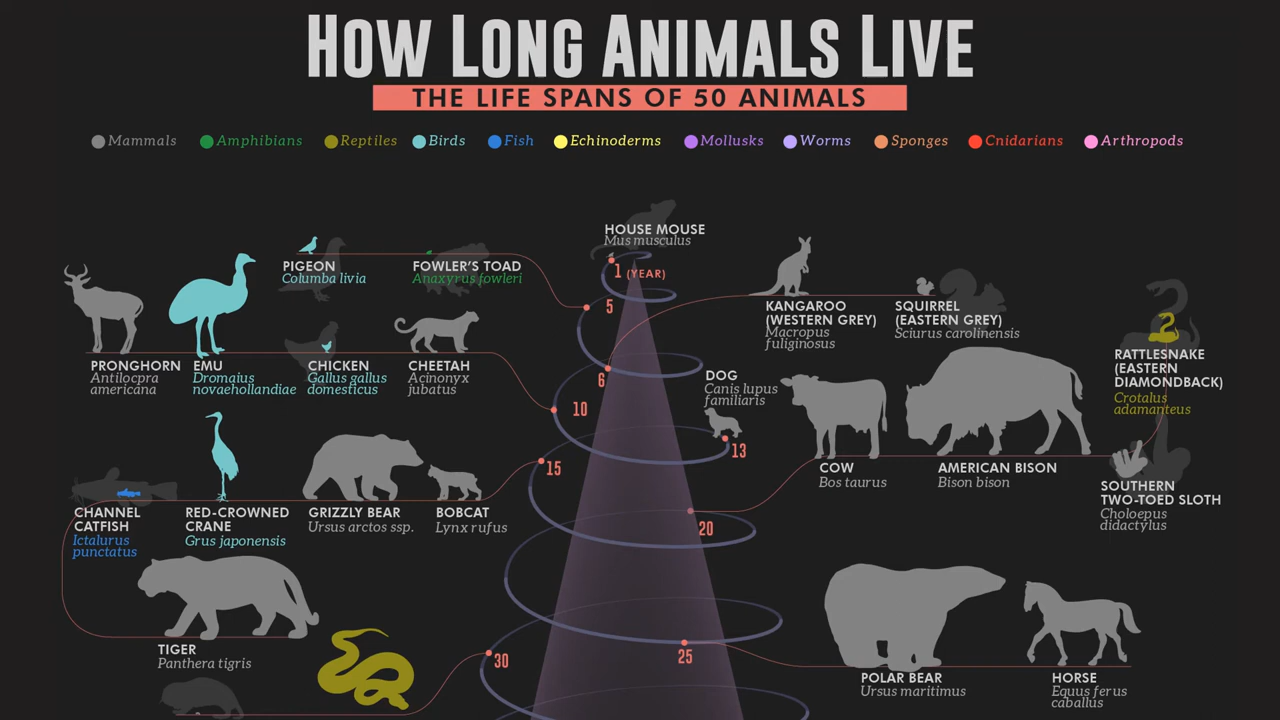 HOW LONG ANIMALS LIVE
THE LIFE SPANS OF 50 ANIMALS
Mammals
Amphibians
Reptiles
Birds
Fish
Echinoderms
Mollusks
Worms
Sponges
Cnidarians
Arthropods
HOUSE MOUSE
Mus musculus
1 (YEAR)
PIGEON
Columba livia
FOWLER'S TOAD
Anaxyrus fowleri
5
KANGAROO
(WESTERN GREY)
Macropus
fuliginosus
SQUIRREL
(EASTERN GREY)
Sciurus carolinensis
6
PRONGHORN
Antilocpra
americana
EMU
Dromaius
novaehollandiae
CHICKEN
Gallus gallus
domesticus
CHEETAH
Acinonyx
jubatus
10
DOG
Canis lupus
familiaris
13
RATTLESNAKE
(EASTERN
DIAMONDBACK)
Crotalus
adamanteus
CHANNEL
CATFISH
Ictalurus
punctatus
RED-CROWNED
CRANE
Grus japonensis
GRIZZLY BEAR
Ursus arctos ssp.
BOBCAT
Lynx rufus
15
COW
Bos taurus
AMERICAN BISON
Bison bison
SOUTHERN
TWO-TOED SLOTH
Choloepus
didactylus
20
TIGER
Panthera tigris
25
POLAR BEAR
Ursus maritimus
HORSE
Equus ferus
caballus
30